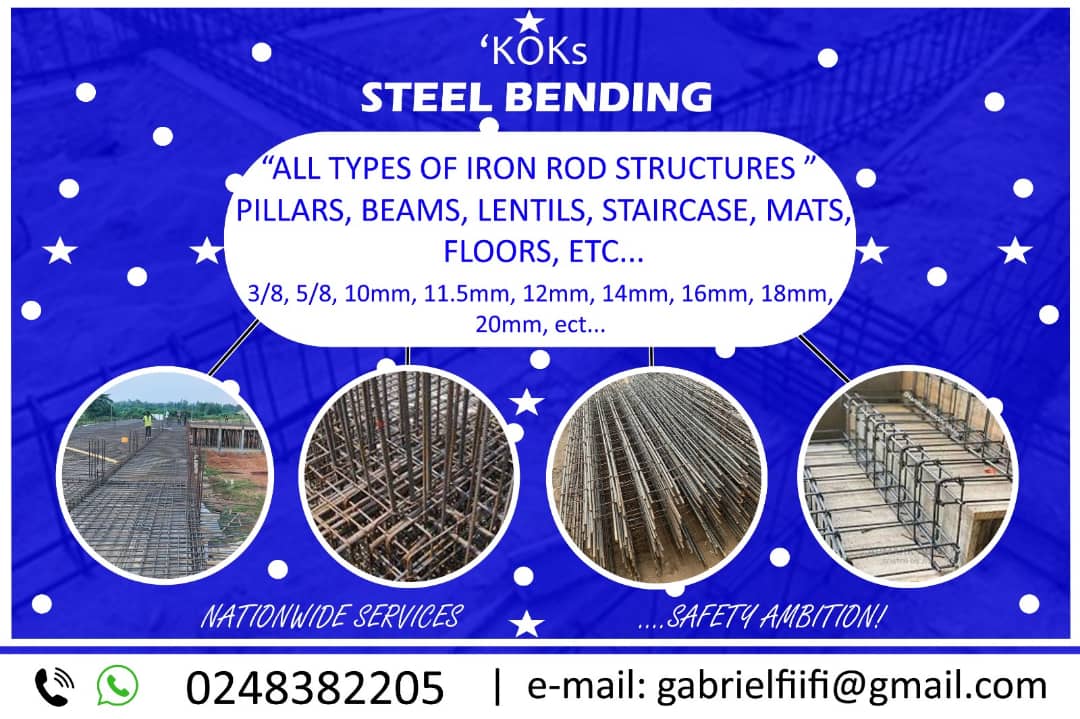 ‘KOKs
STEEL BENDING
“ALL TYPES OF IRON ROD STRUCTURES ”
PILLARS, BEAMS, LENTILS, STAIRCASE, MATS,
FLOORS, ETC...
3/8, 5/8, 10mm, 11.5mm, 12mm, 14mm, 16mm, 18mm,
20mm, ect...
NATIONWIDE SERVICES
....SAFETY AMBITION!
0248382205 | e-mail: gabrielfiifi@gmail.com